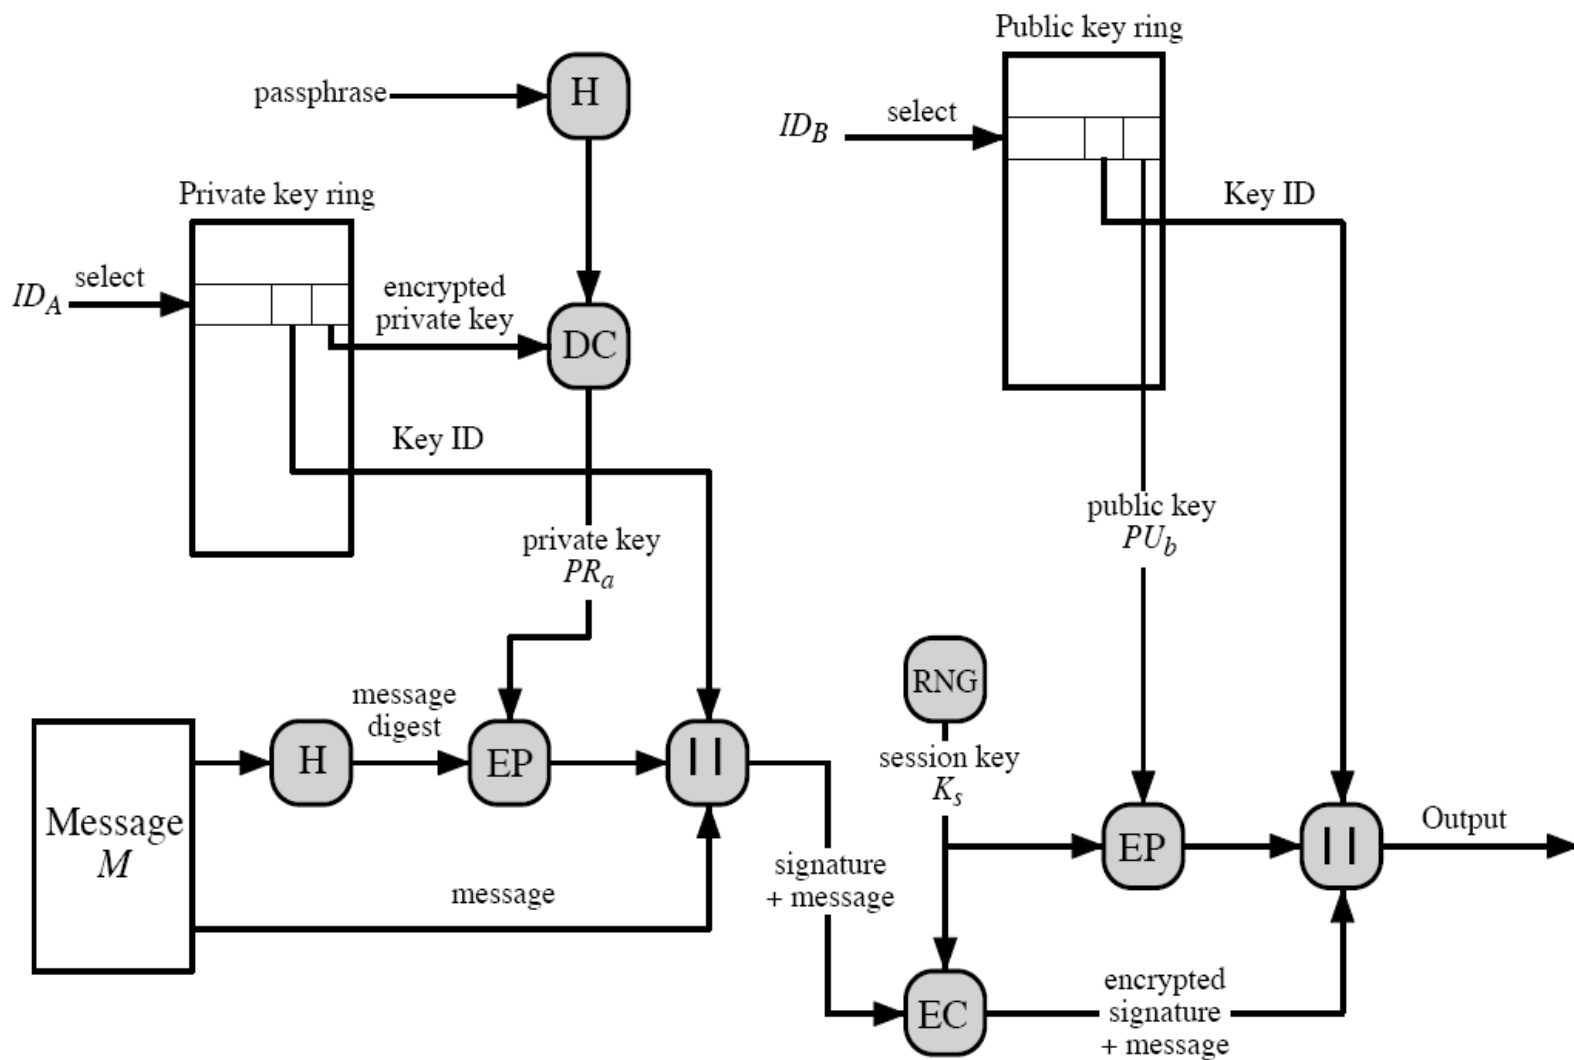 Public key ring
passphrase
H
ID_B
select
Private key ring
Key ID
ID_A
select
encrypted
private key
DC
Key ID
public key
PU_b
private key
PR_a
RNG
message
digest
session key
K_s
H
EP
||
Message
M
EP
||
Output
signature
+ message
message
EC
encrypted
signature
+ message